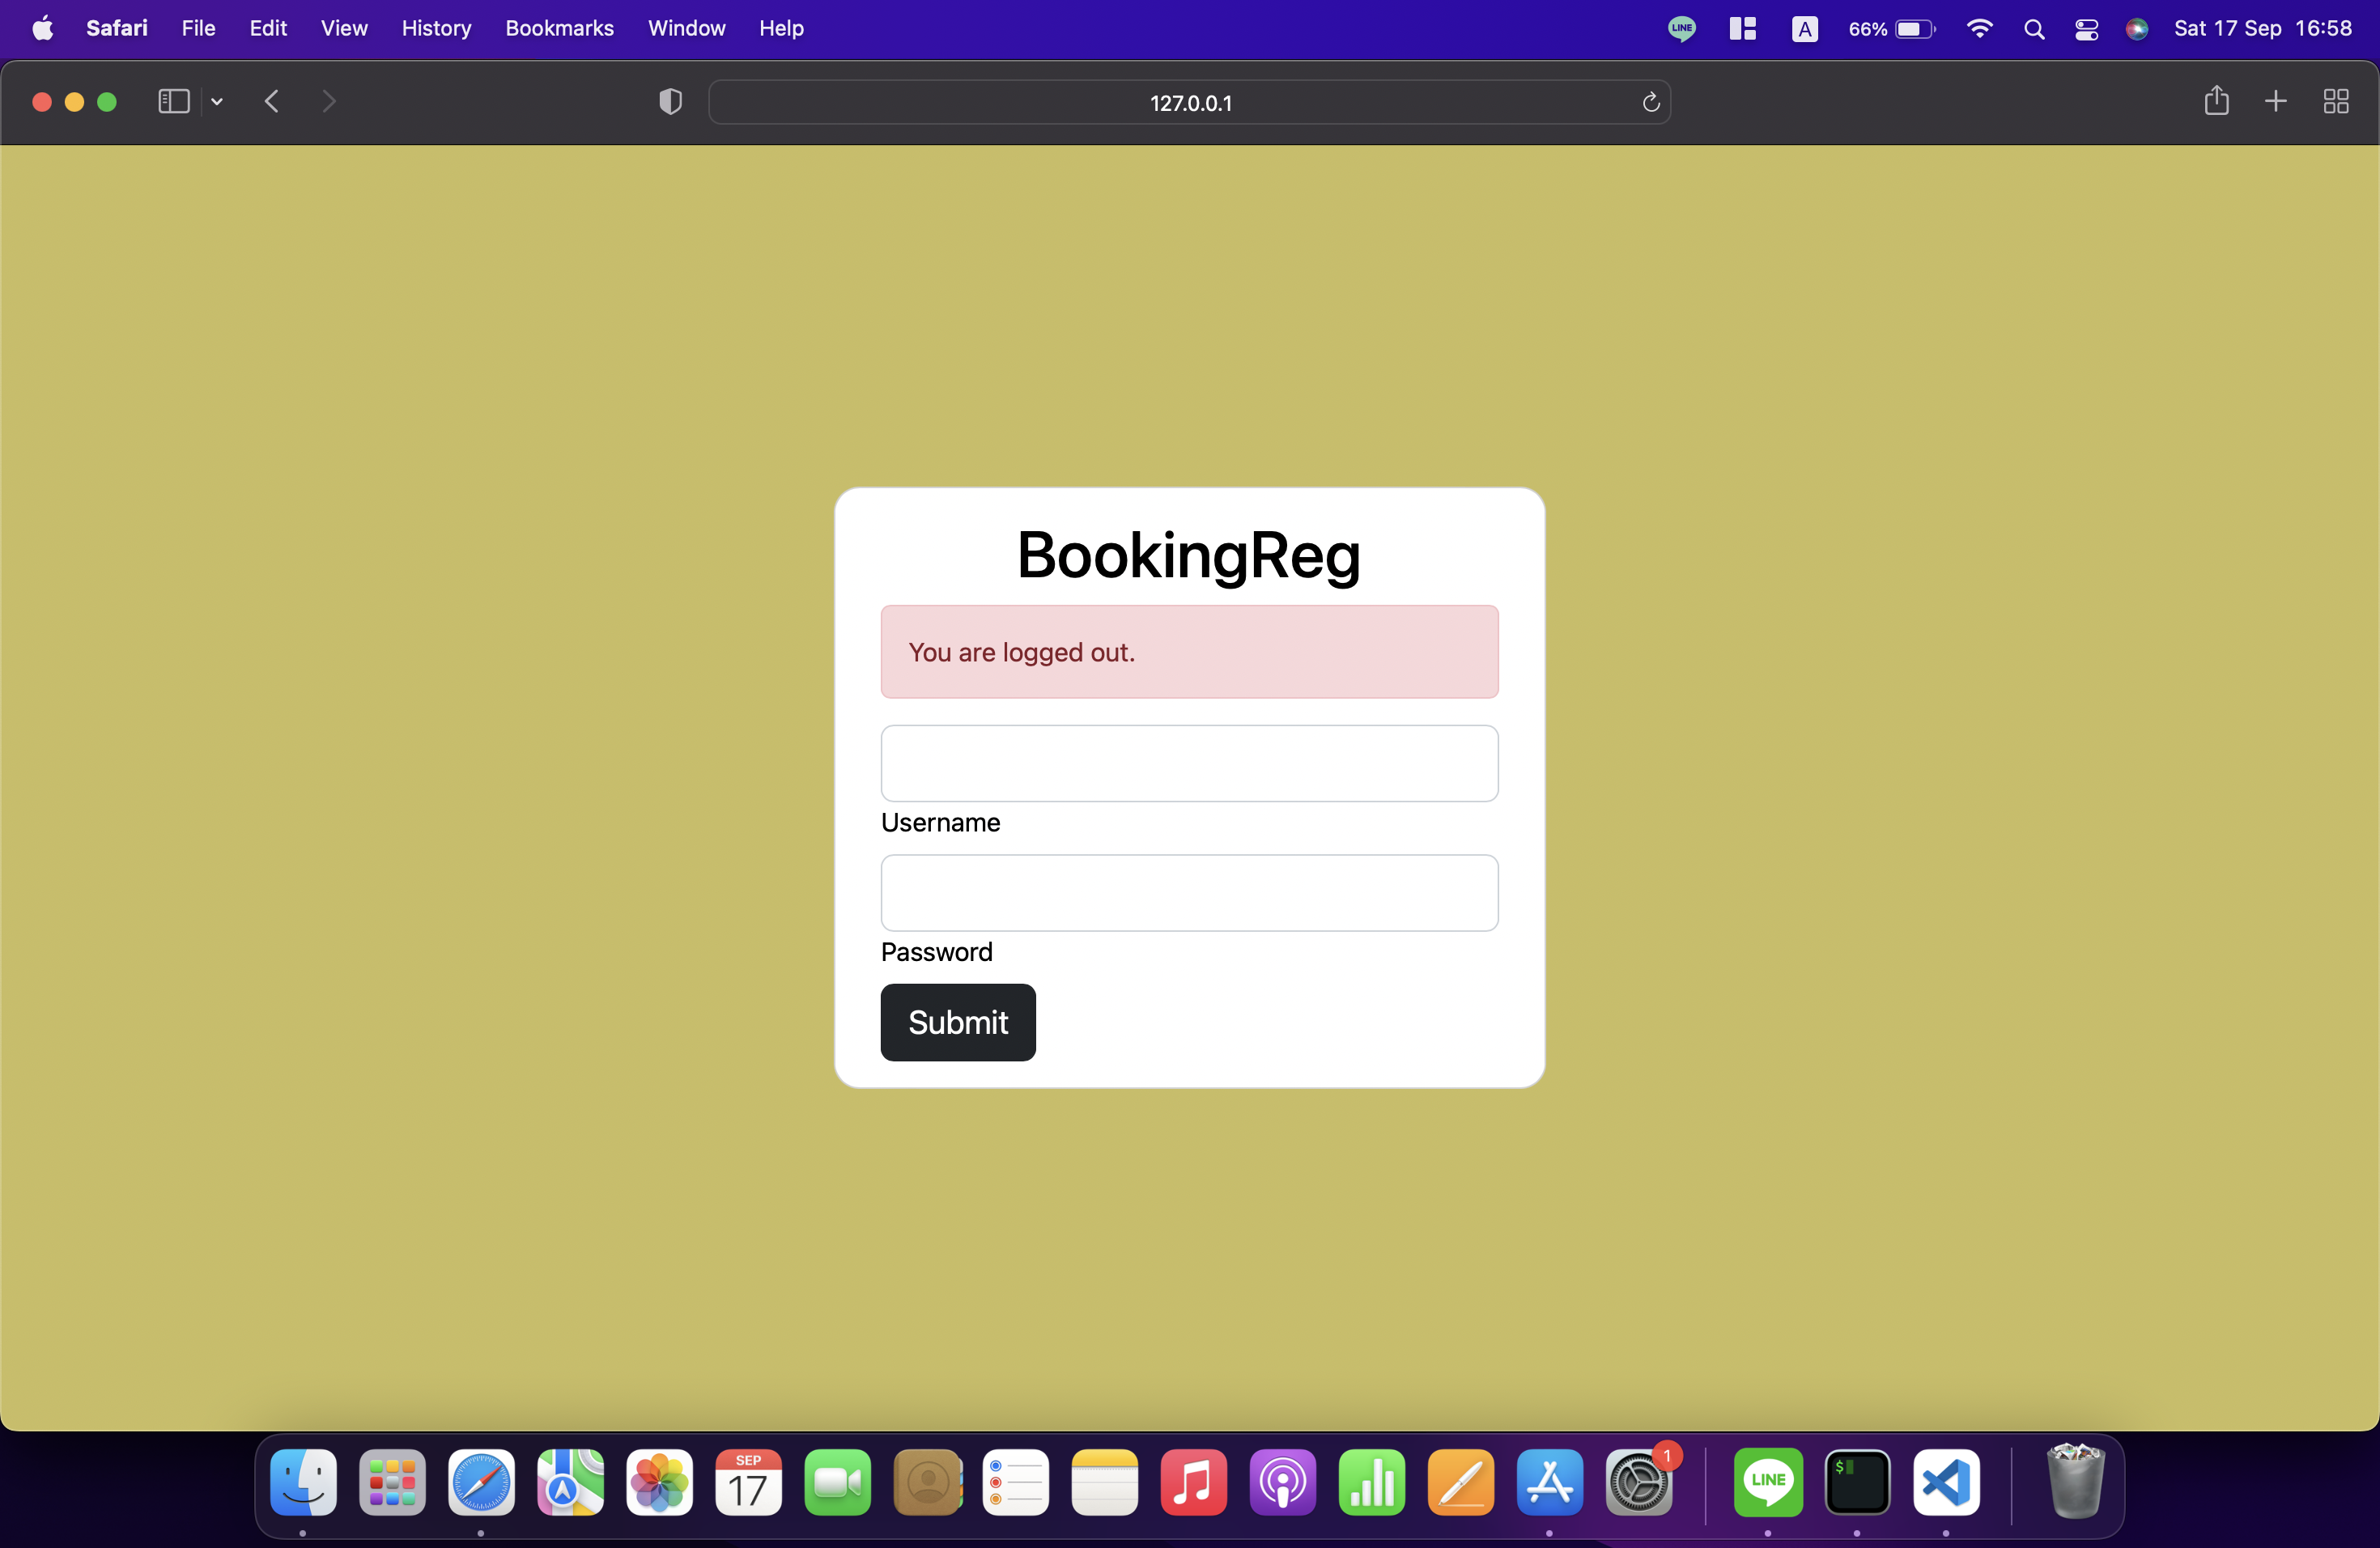 Safari File Edit View History Bookmarks Window Help LINE A 66% Sat 17 Sep 16:58
127.0.0.1
BookingReg
You are logged out.
Username
Password
Submit
SEP
17
1
LINE
$